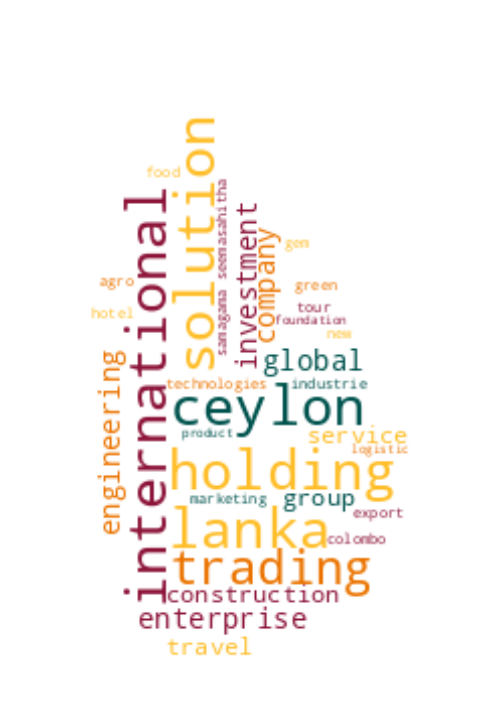 solution
food
seemasahitha
international
investment
company
gem
agro
green
hotel
samagama
tour
foundation
new
engineering
global
technologies
industrie
ceylon
product
service
logistic
holding
marketing
group
export
lanka
colombo
trading
construction
enterprise
travel